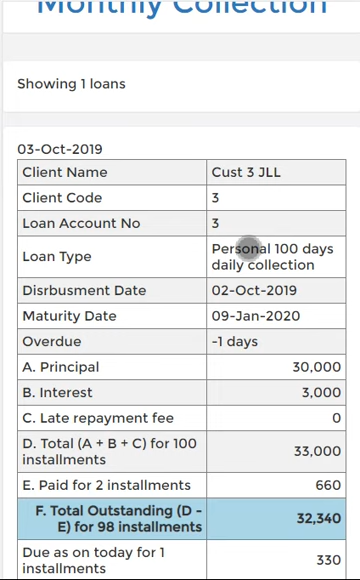 Monthly Collection
Showing 1 loans
03-Oct-2019
Client Name Cust 3 JLL
Client Code 3
Loan Account No 3
Loan Type Personal 100 days
daily collection
Disrbusment Date 02-Oct-2019
Maturity Date 09-Jan-2020
Overdue -1 days
A. Principal 30,000
B. Interest 3,000
C. Late repayment fee 0
D. Total (A + B + C) for 100
installments 33,000
E. Paid for 2 installments 660
F. Total Outstanding (D -
E) for 98 installments 32,340
Due as on today for 1
installments 330